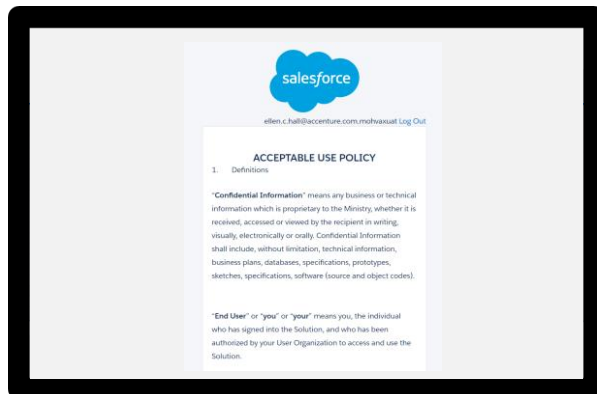 salesforce
ellen.c.hall@accenture.com.mohvaxuat Log Out
ACCEPTABLE USE POLICY
1. Definitions
"Confidential Information" means any business or technical
information which is proprietary to the Ministry, whether it is
received, accessed or viewed by the recipient in writing,
visually, electronically or orally. Confidential Information
shall include, without limitation, technical information,
business plans, databases, specifications, prototypes,
sketches, specifications, software (source and object codes).
"End User" or "you" or "your" means you, the individual
who has signed into the Solution, and who has been
authorized by your User Organization to access and use the
Solution.